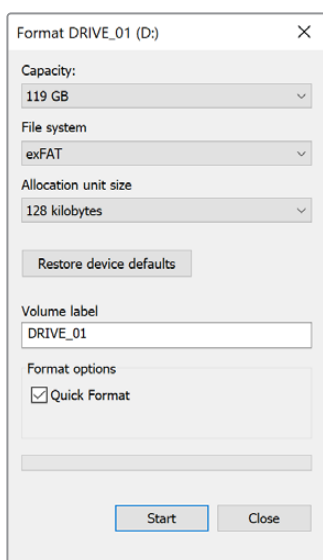 Format DRIVE_01 (D:)
Capacity:
119 GB
File system
exFAT
Allocation unit size
128 kilobytes
Restore device defaults
Volume label
DRIVE_01
Format options
Quick Format
Start Close